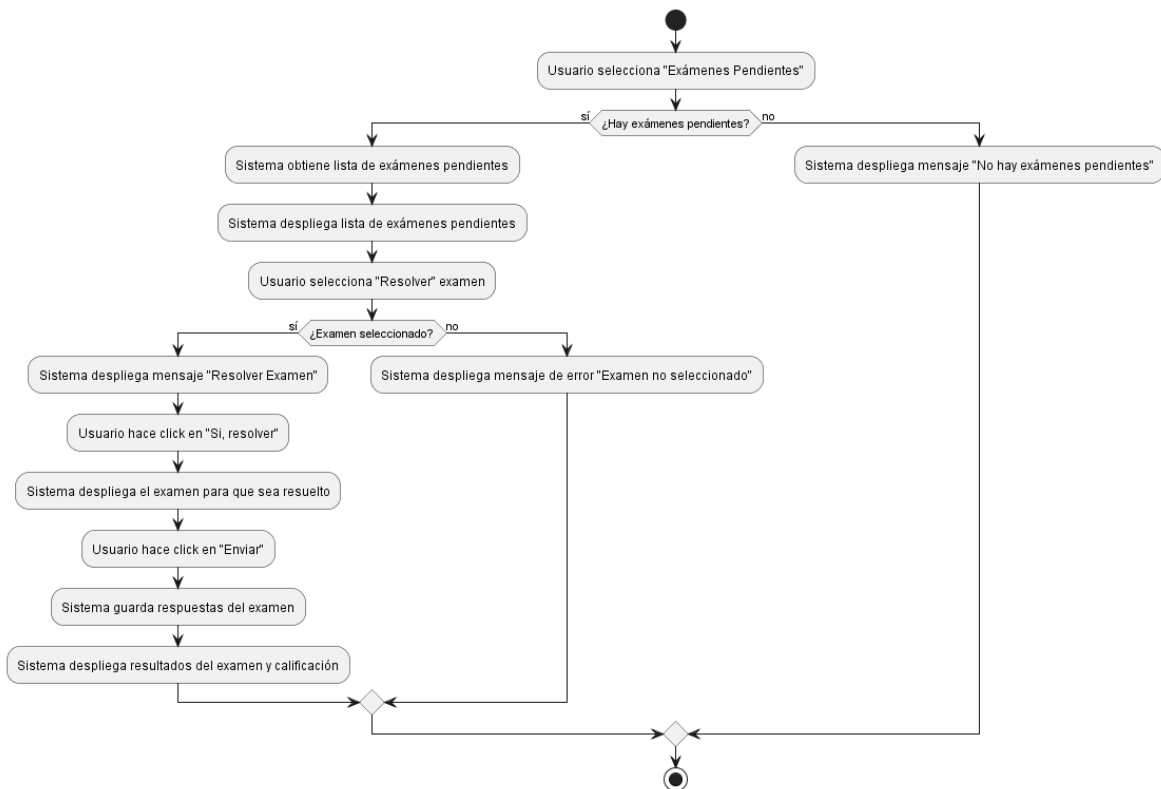 Usuario selecciona "Exámenes Pendientes"
sí
¿Hay exámenes pendientes?
no
Sistema obtiene lista de exámenes pendientes
Sistema despliega mensaje "No hay exámenes pendientes"
Sistema despliega lista de exámenes pendientes
Usuario selecciona "Resolver" examen
sí
¿Examen seleccionado?
no
Sistema despliega mensaje "Resolver Examen"
Sistema despliega mensaje de error "Examen no seleccionado"
Usuario hace click en "Si, resolver"
Sistema despliega el examen para que sea resuelto
Usuario hace click en "Enviar"
Sistema guarda respuestas del examen
Sistema despliega resultados del examen y calificación